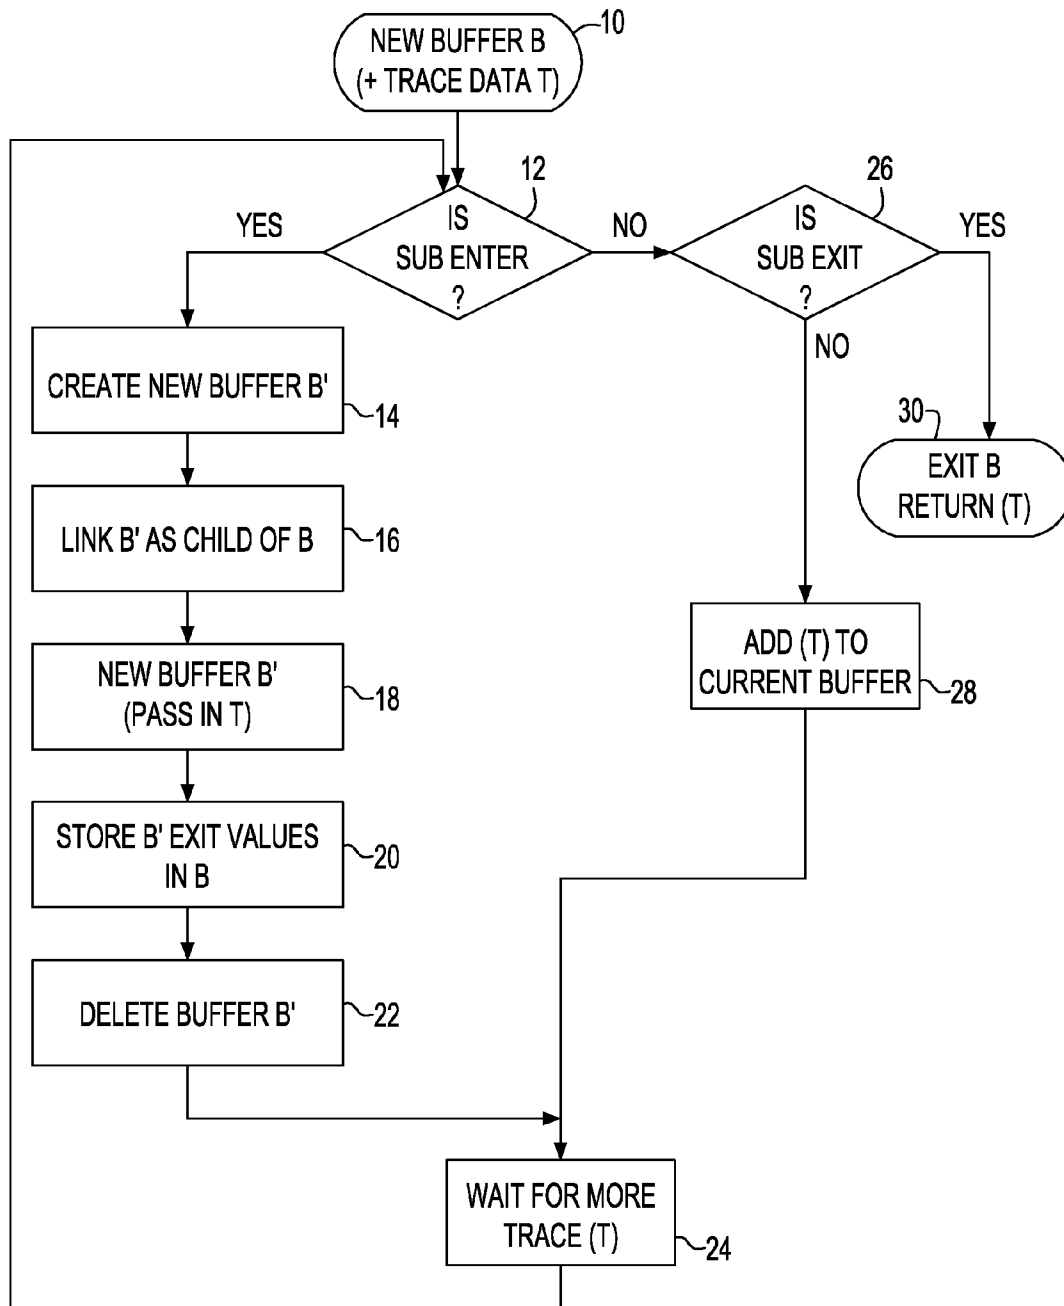 NEW BUFFER B
(+ TRACE DATA T)
10
12
26
YES
IS
SUB ENTER
?
NO
IS
SUB EXIT
?
YES
NO
CREATE NEW BUFFER B'
14
30
EXIT B
RETURN (T)
LINK B' AS CHILD OF B
16
NEW BUFFER B'
(PASS IN T)
18
ADD (T) TO
CURRENT BUFFER
28
STORE B' EXIT VALUES
IN B
20
DELETE BUFFER B'
22
WAIT FOR MORE
TRACE (T)
24